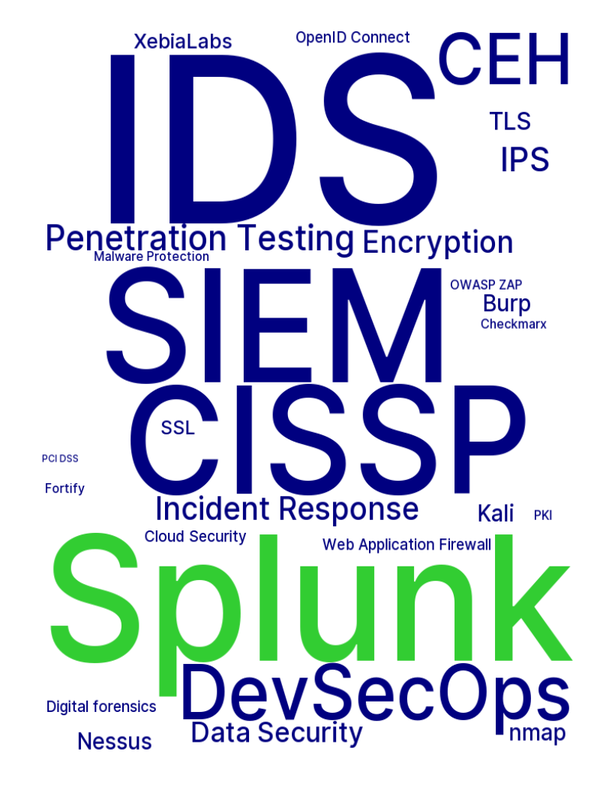 XebiaLabs
OpenID Connect
CEH
IDS
TLS
IPS
Penetration Testing
Encryption
Malware Protection
SIEM
OWASP ZAP
Burp
Checkmarx
CISSP
SSL
PCI DSS
Fortify
Incident Response
Kali
PKI
Cloud Security
Web Application Firewall
Splunk
DevSecOps
Digital forensics
Data Security
nmap
Nessus